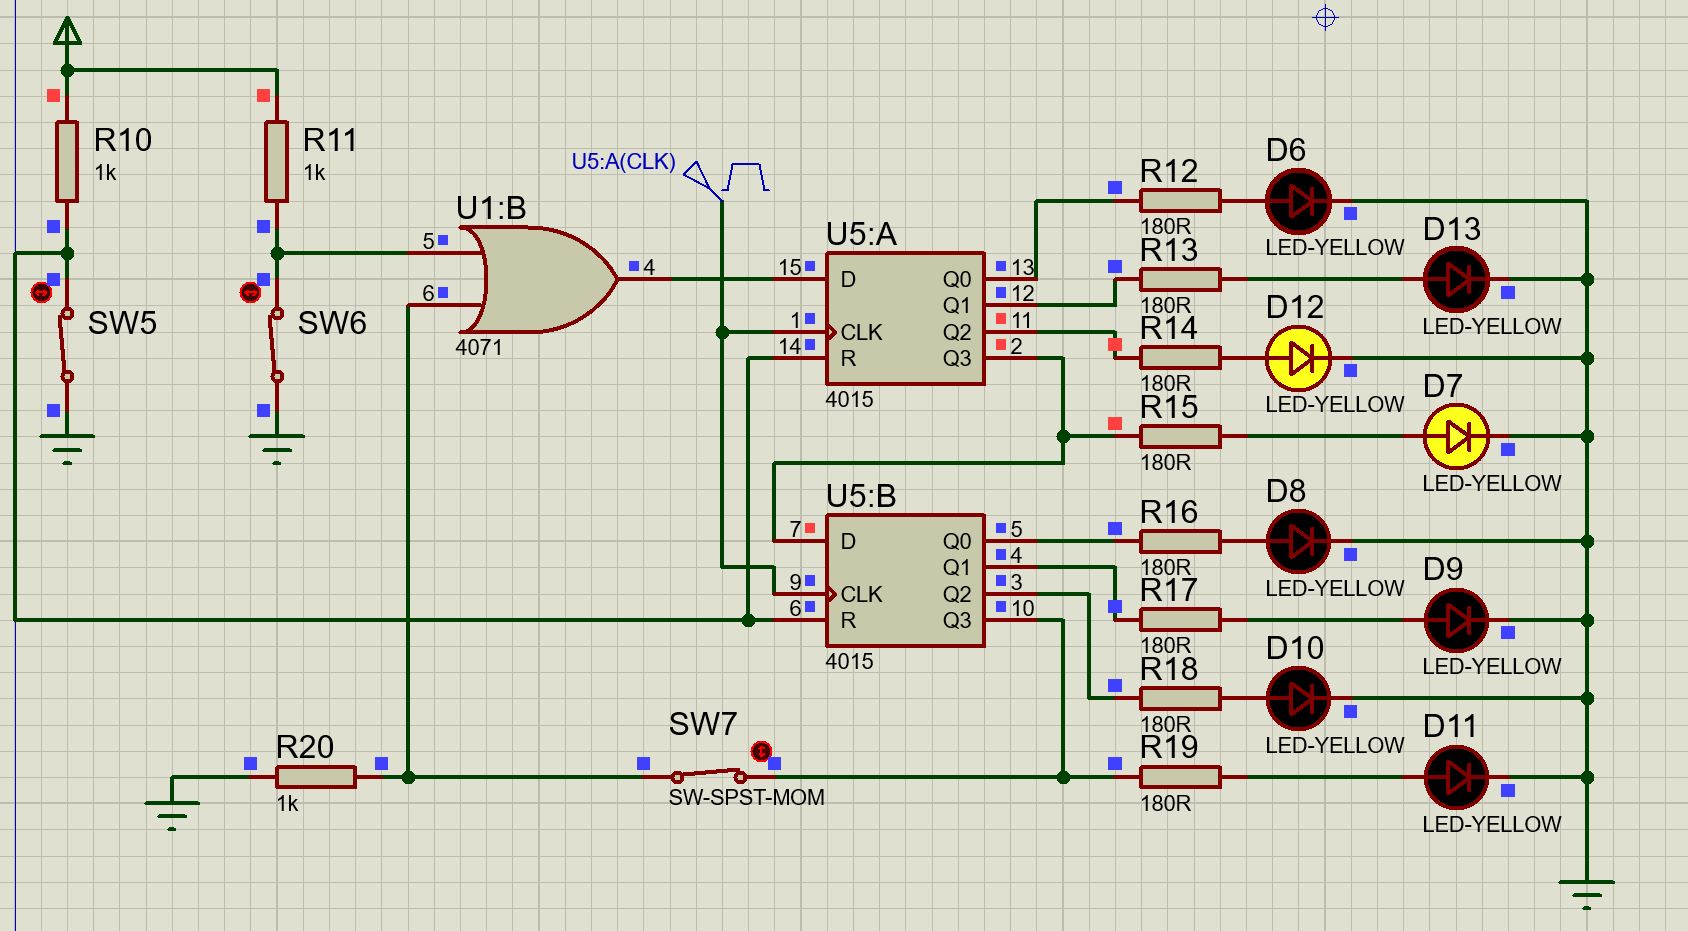 R10
1k
R11
1k
SW5
SW6
U1:B
5
6
4
4071
U5:A(CLK)
U5:A
15
1
14
D
CLK
R
Q0
Q1
Q2
Q3
13
12
11
2
4015
U5:B
7
9
6
D
CLK
R
Q0
Q1
Q2
Q3
5
4
3
10
4015
R12
180R
D6
LED-YELLOW
R13
180R
D13
LED-YELLOW
R14
180R
D12
LED-YELLOW
R15
180R
D7
LED-YELLOW
R16
180R
D8
LED-YELLOW
R17
180R
D9
LED-YELLOW
R18
180R
D10
LED-YELLOW
R19
180R
D11
LED-YELLOW
R20
1k
SW7
SW-SPST-MOM